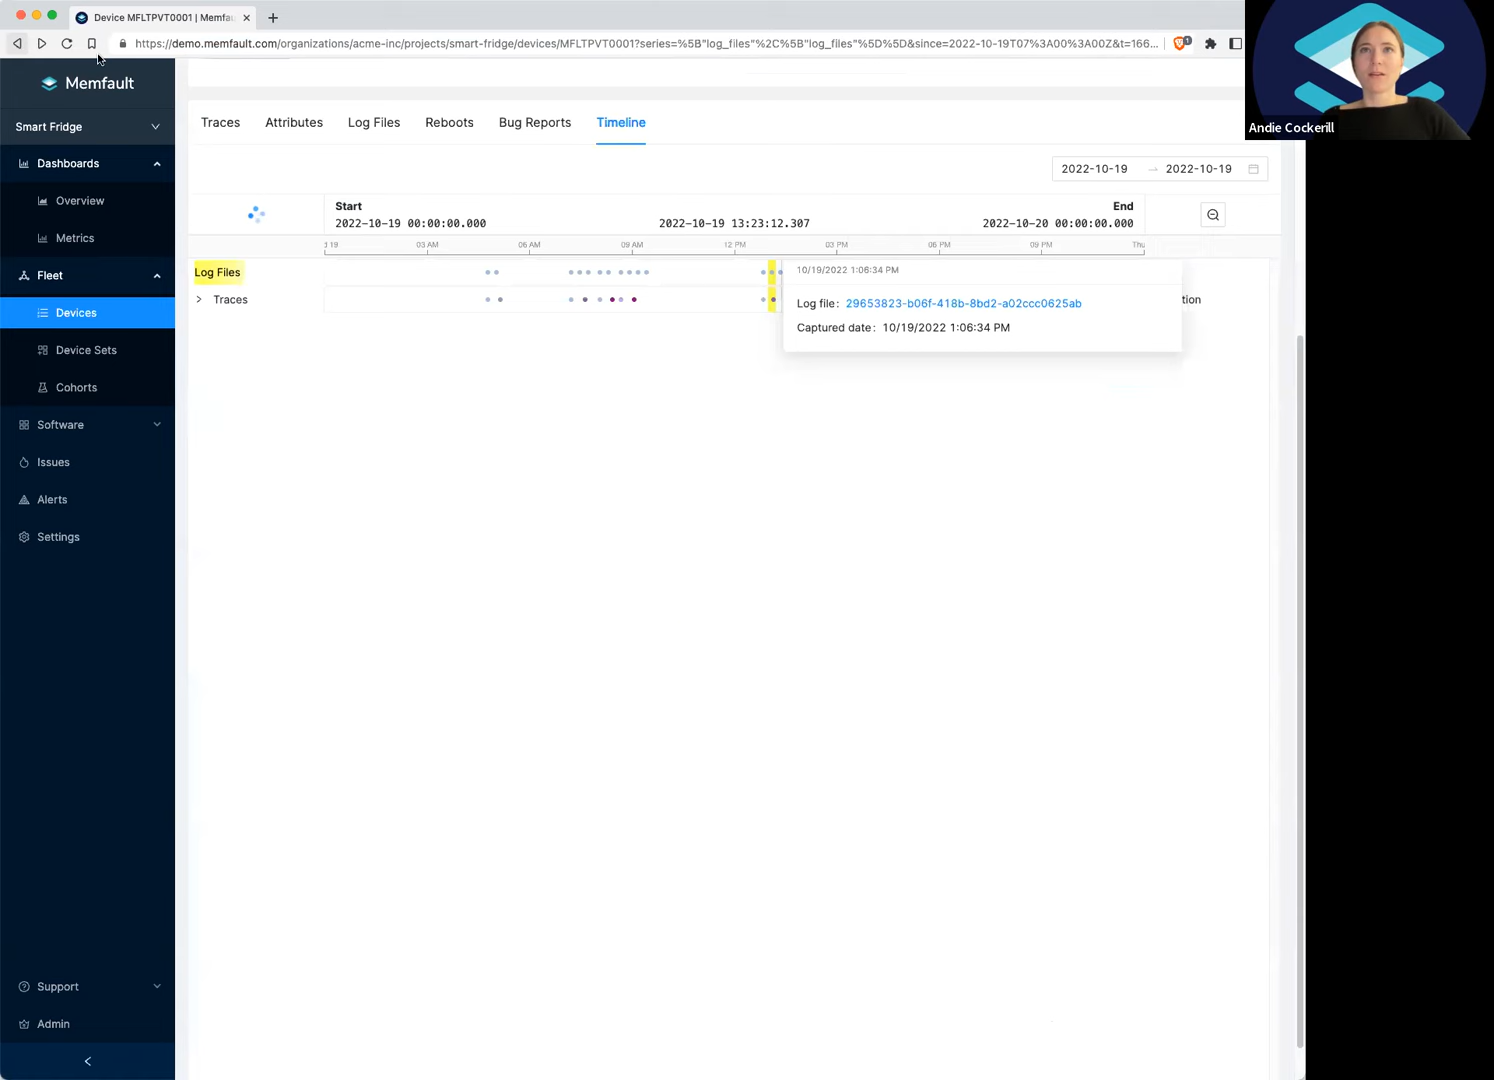 Device MFLTPVT0001 | Memfau
https://demo.memfault.com/organizations/acme-inc/projects/smart-fridge/devices/MFLTPVT0001?series=%5B"log_files"%2C%5B"log_files"%5D%5D&since=2022-10-19T07%3A00%3A00Z&t=166...
1
Andie Cockerill
Memfault
Smart Fridge
Dashboards
Overview
Metrics
Fleet
Devices
Device Sets
Cohorts
Software
Issues
Alerts
Settings
Support
Admin
Traces Attributes Log Files Reboots Bug Reports Timeline
2022-10-19 → 2022-10-19
Start End
2022-10-19 00:00:00.000 2022-10-19 13:23:12.307 2022-10-20 00:00:00.000
19 03 AM 06 AM 09 AM 12 PM 03 PM 06 PM 09 PM Thu
Log Files
10/19/2022 1:06:34 PM
Traces
tion
Log file: 29653823-b06f-418b-8bd2-a02ccc0625ab
Captured date: 10/19/2022 1:06:34 PM